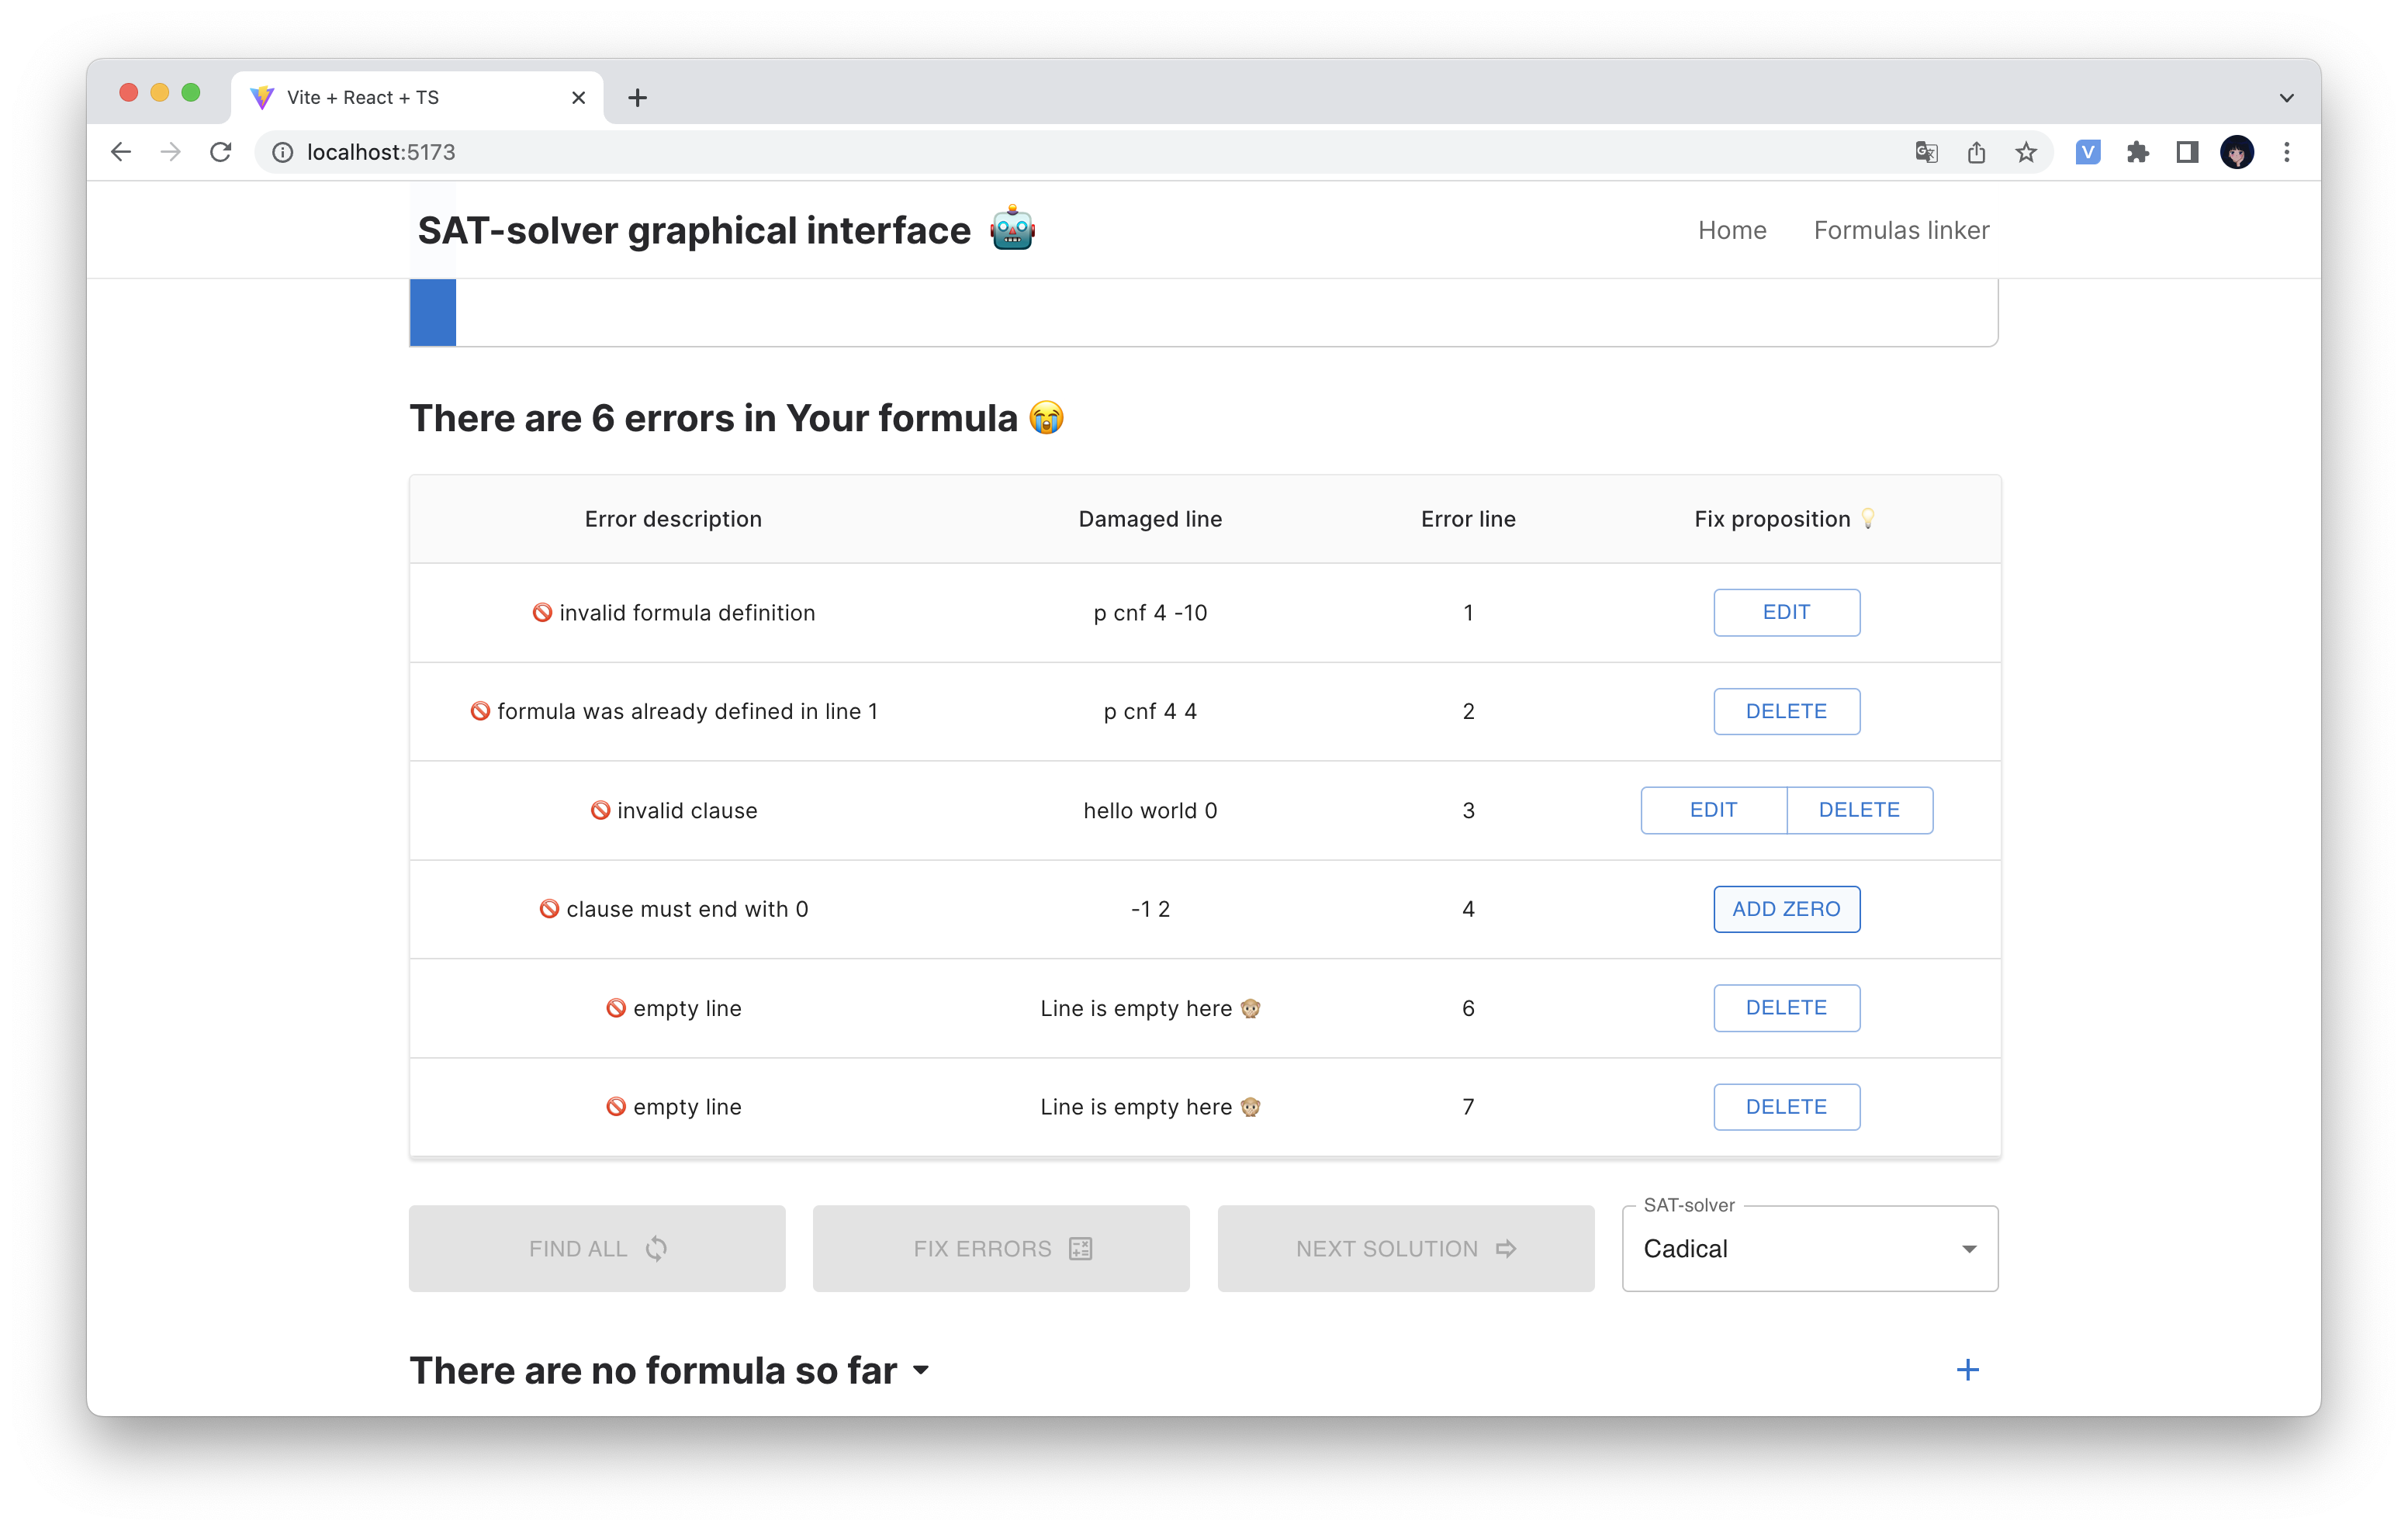 Vite + React + TS
localhost:5173
V
SAT-solver graphical interface 🤖 Home Formulas linker
There are 6 errors in Your formula 😭
Error description Damaged line Error line Fix proposition 💡
🚫 invalid formula definition p cnf 4 -10 1 EDIT
🚫 formula was already defined in line 1 p cnf 4 4 2 DELETE
🚫 invalid clause hello world 0 3 EDIT DELETE
🚫 clause must end with 0 -1 2 4 ADD ZERO
🚫 empty line Line is empty here 🙊 6 DELETE
🚫 empty line Line is empty here 🙊 7 DELETE
SAT-solver
FIND ALL FIX ERRORS NEXT SOLUTION Cadical
There are no formula so far